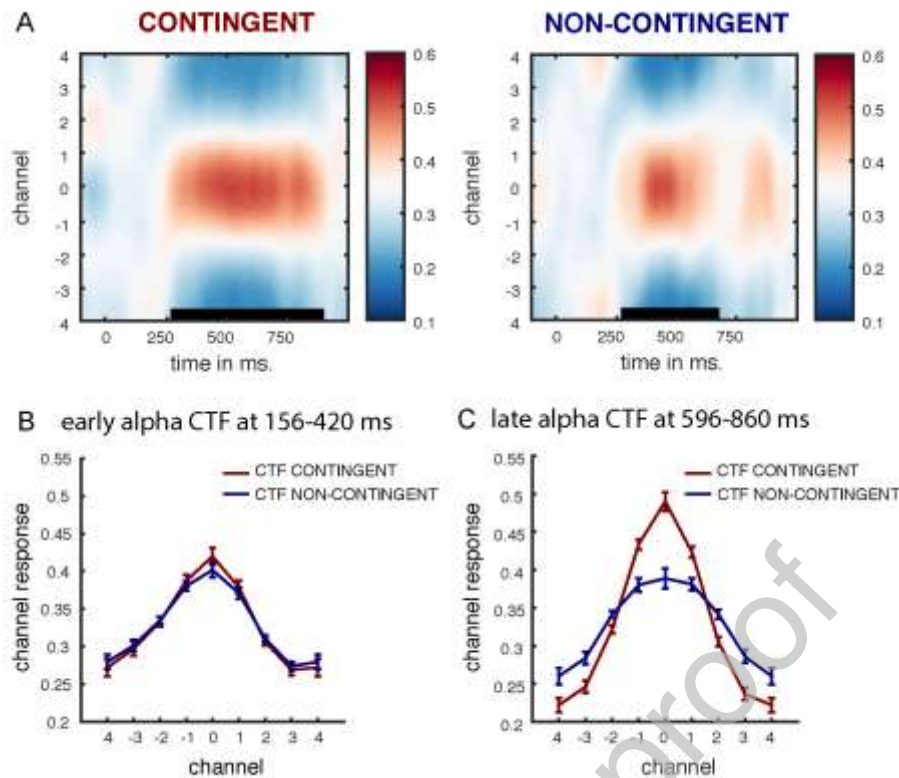 A
CONTINGENT
NON-CONTINGENT
4
3
2
1
0
-1
-2
-3
4
channel
0 250 500 750
time in ms.
0.6
0.5
0.4
0.3
0.2
0.1
4
3
2
1
0
-1
-2
-3
4
channel
0 250 500 750
time in ms.
0.6
0.5
0.4
0.3
0.2
0.1
B early alpha CTF at 156-420 ms
CTF CONTINGENT
CTF NON-CONTINGENT
0.55
0.5
0.45
0.4
0.35
0.3
0.25
0.2
channel response
4 -3 -2 -1 0 1 2 3 4
channel
C late alpha CTF at 596-860 ms
CTF CONTINGENT
CTF NON-CONTINGENT
0.55
0.5
0.45
0.4
0.35
0.3
0.25
0.2
channel response
4 -3 -2 -1 0 1 2 3 4
channel
proof